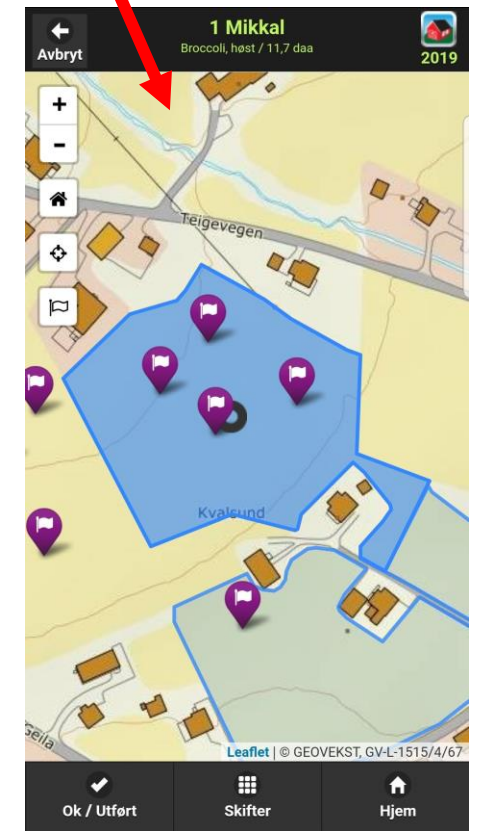 Avbryt
1 Mikkal
Broccoli, høst / 11,7 daa
2019
+
-
Teigevegen
Kvalsund
Geila
Leaflet | © GEOVEKST, GV-L-1515/4/67
Ok / Utført
Skifter
Hjem